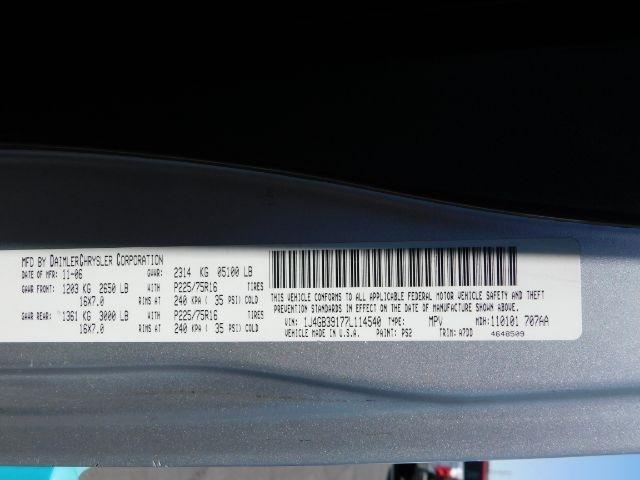 MFD BY DAIMLERCHRYSLER CORPORATION
DATE OF MFR: 11-06 GVWR: 2314 KG 05100 LB
GAWR FRONT: 1203 KG 2650 LB WITH P225/75R16 TIRES
16X7.0 RIMS AT 240 KPA ( 35 PSI) COLD
GAWR REAR: 1361 KG 3000 LB WITH P225/75R16 TIRES
16X7.0 RIMS AT 240 KPA ( 35 PSI) COLD
THIS VEHICLE CONFORMS TO ALL APPLICABLE FEDERAL MOTOR VEHICLE SAFETY AND THEFT
PREVENTION STANDARDS IN EFFECT ON THE DATE OF MANUFACTURE SHOWN ABOVE.
VIN: 1J4GB39177L114540 TYPE: MPV MDH: 110101 707AA
VEHICLE MADE IN U.S.A. PAINT: PS2 TRIM: A7DD 4648509